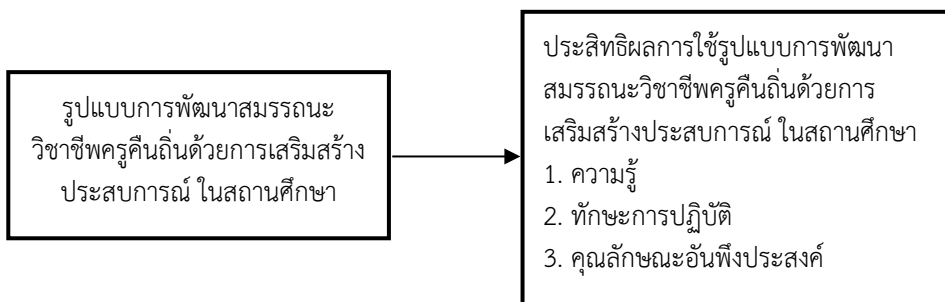 รูปแบบการพัฒนาสมรรถนะ
วิชาชีพครูคืนถิ่นด้วยการเสริมสร้าง
ประสบการณ์ ในสถานศึกษา
ประสิทธิผลการใช้รูปแบบการพัฒนา
สมรรถนะวิชาชีพครูคืนถิ่นด้วยการ
เสริมสร้างประสบการณ์ ในสถานศึกษา
1. ความรู้
2. ทักษะการปฏิบัติ
3. คุณลักษณะอันพึงประสงค์